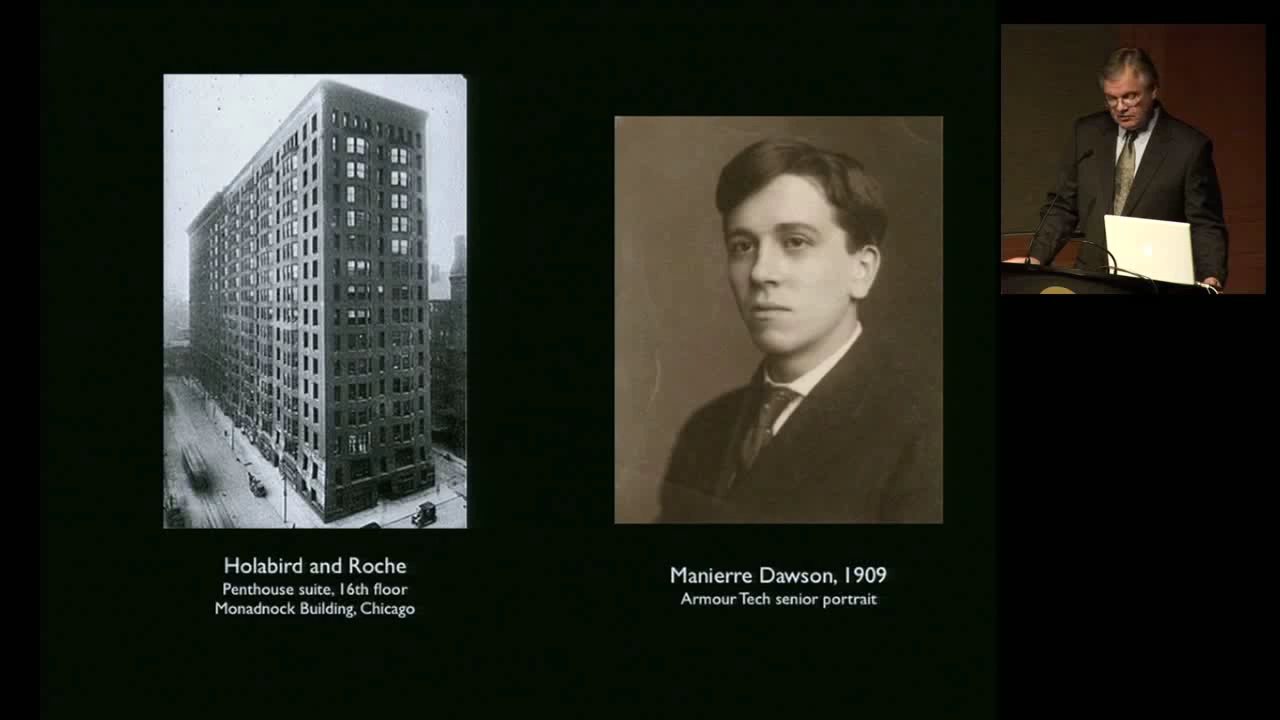 Holabird and Roche
Penthouse suite, 16th floor
Monadnock Building, Chicago
Manierre Dawson, 1909
Armour Tech senior portrait